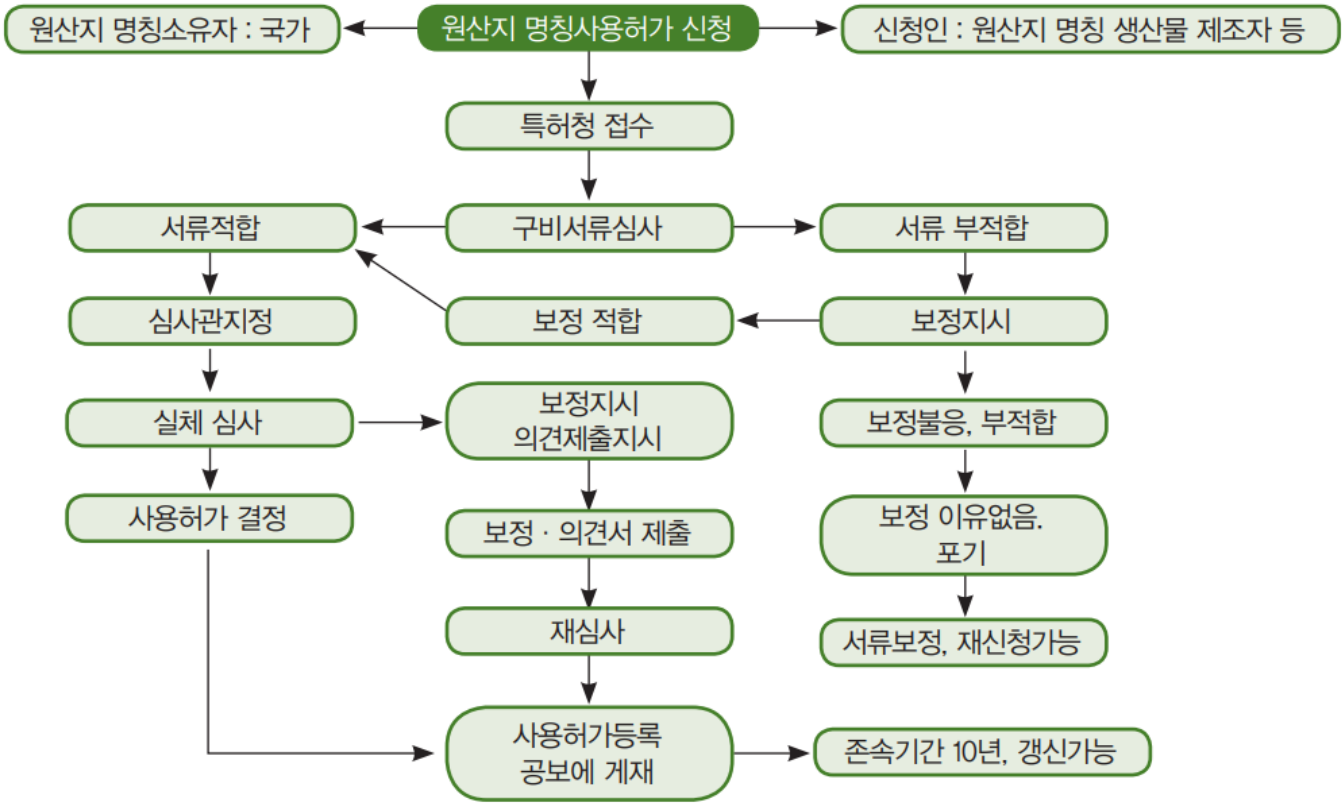 원산지 명칭소유자 : 국가
원산지 명칭사용허가 신청
신청인 : 원산지 명칭 생산물 제조자 등
특허청 접수
서류적합
구비서류심사
서류 부적합
심사관지정
보정 적합
보정지시
실체 심사
보정지시
의견제출지시
보정불응, 부적합
사용허가 결정
보정 · 의견서 제출
보정 이유없음.
포기
재심사
서류보정, 재신청가능
사용허가등록
공보에 게재
존속기간 10년, 갱신가능